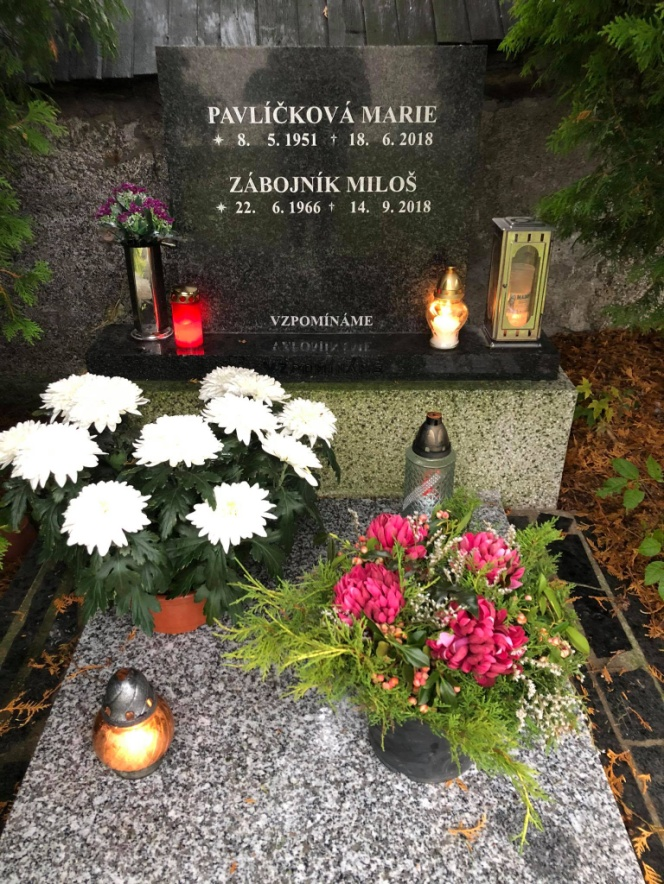 PAVLÍČKOVÁ MARIE
* 8. 5. 1951 † 18. 6. 2018
ZÁBOJNÍK MILOŠ
* 22. 6. 1966 † 14. 9. 2018
VZPOMÍNÁME